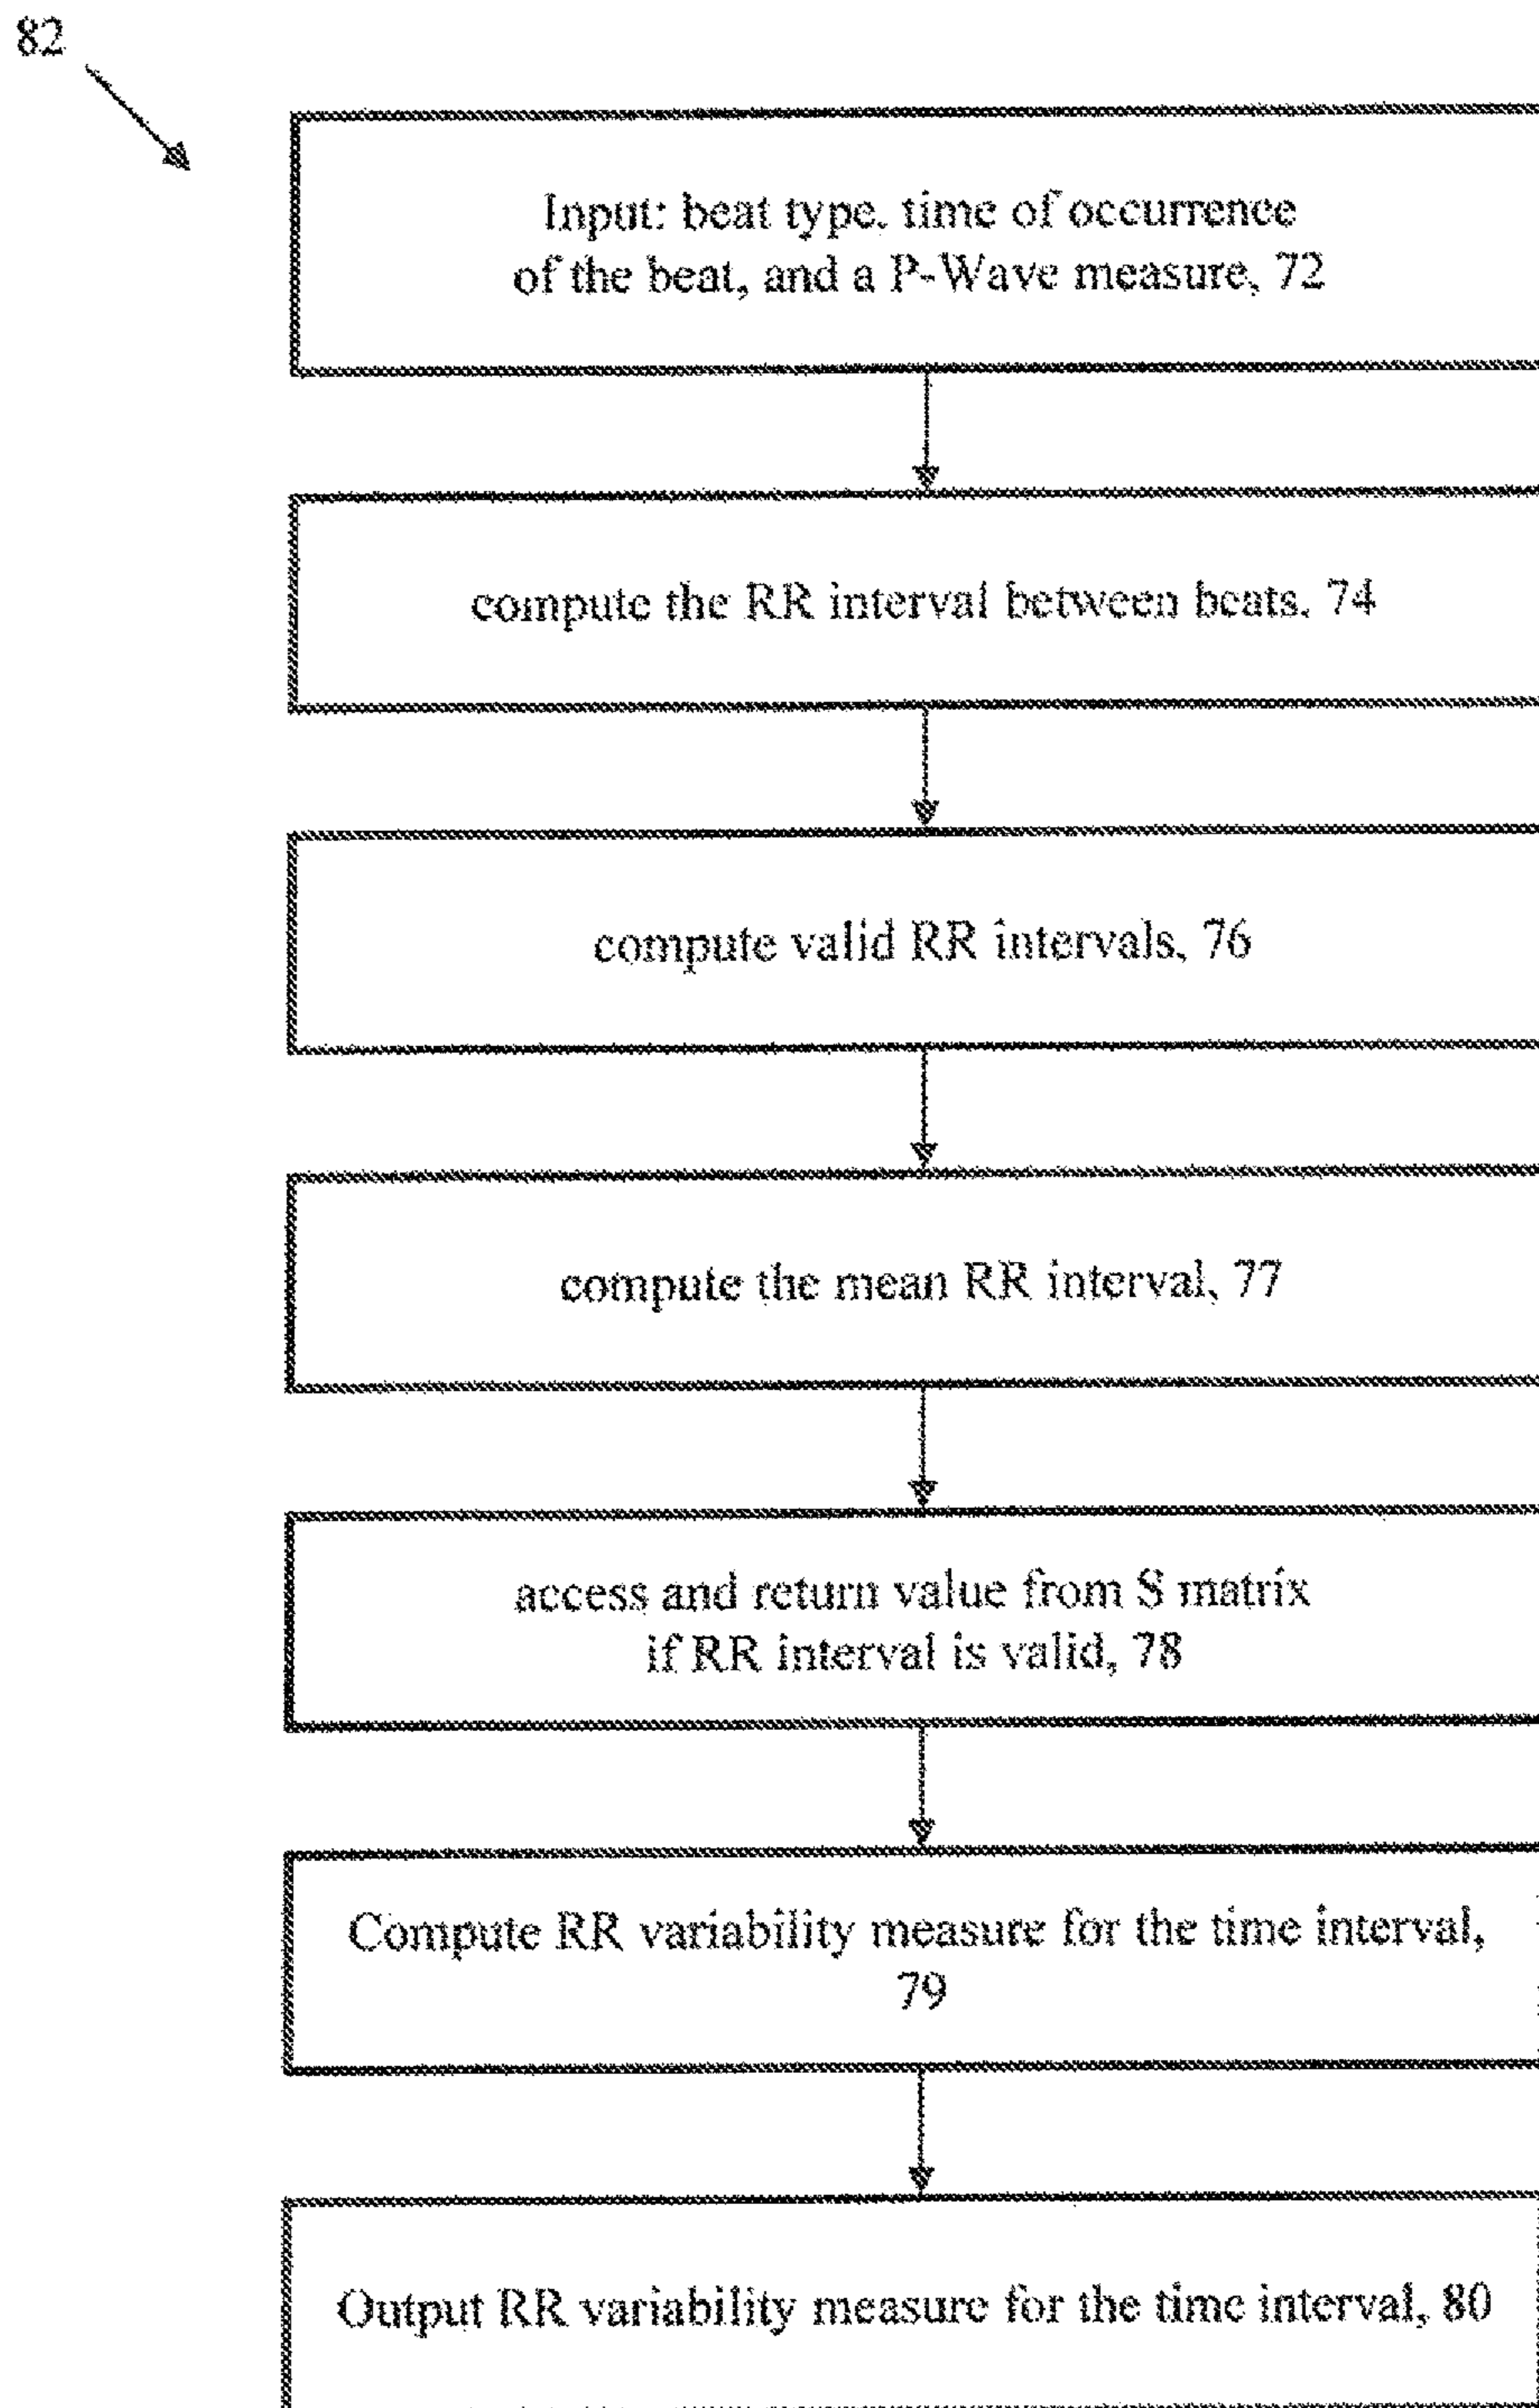 82
Input: beat type, time of occurrence
of the beat, and a P-Wave measure, 72
compute the RR interval between beats, 74
compute valid RR intervals, 76
compute the mean RR interval, 77
access and return value from S matrix
if RR interval is valid, 78
Compute RR variability measure for the time interval,
79
Output RR variability measure for the time interval, 80